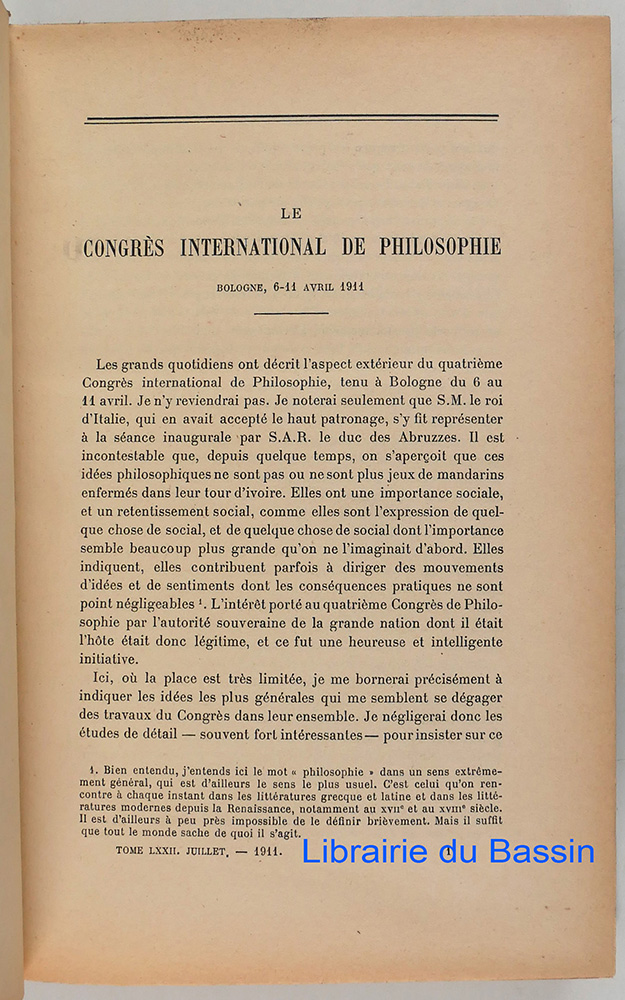 LE
CONGRÈS INTERNATIONAL DE PHILOSOPHIE
BOLOGNE, 6-11 AVRIL 1911
Les grands quotidiens ont décrit l'aspect extérieur du quatrième
Congrès international de Philosophie, tenu à Bologne du 6 au
11 avril. Je n'y reviendrai pas. Je noterai seulement que S.M. le roi
d'Italie, qui en avait accepté le haut patronage, s'y fit représenter
à la séance inaugurale par S.A.R. le duc des Abruzzes. Il est
incontestable que, depuis quelque temps, on s'aperçoit que ces
idées philosophiques ne sont pas ou ne sont plus jeux de mandarins
enfermés dans leur tour d'ivoire. Elles ont une importance sociale,
et un retentissement social, comme elles sont l'expression de quel-
que chose de social, et de quelque chose de social dont l'importance
semble beaucoup plus grande qu'on ne l'imaginait d'abord. Elles
indiquent, elles contribuent parfois à diriger des mouvements
d'idées et de sentiments dont les conséquences pratiques ne sont
point négligeables ¹. L'intérêt porté au quatrième Congrès de Philo-
sophie par l'autorité souveraine de la grande nation dont il était
l'hôte était donc légitime, et ce fut une heureuse et intelligente
initiative.
Ici, où la place est très limitée, je me bornerai précisément à
indiquer les idées les plus générales qui me semblent se dégager
des travaux du Congrès dans leur ensemble. Je négligerai donc les
études de détail — souvent fort intéressantes — pour insister sur ce
1. Bien entendu, j'entends ici le mot « philosophie » dans un sens extrême-
ment général, qui est d'ailleurs le sens le plus usuel. C'est celui qu'on ren-
contre à chaque instant dans les littératures grecque et latine et dans les litté-
ratures modernes depuis la Renaissance, notamment au XVIIᵉ et au XVIIIᵉ siècle.
Il est d'ailleurs à peu près impossible de le définir brièvement. Mais il suffit
que tout le monde sache de quoi il s'agit.
TOME LXXII. JUILLET. — 1911. 1
Librairie du Bassin